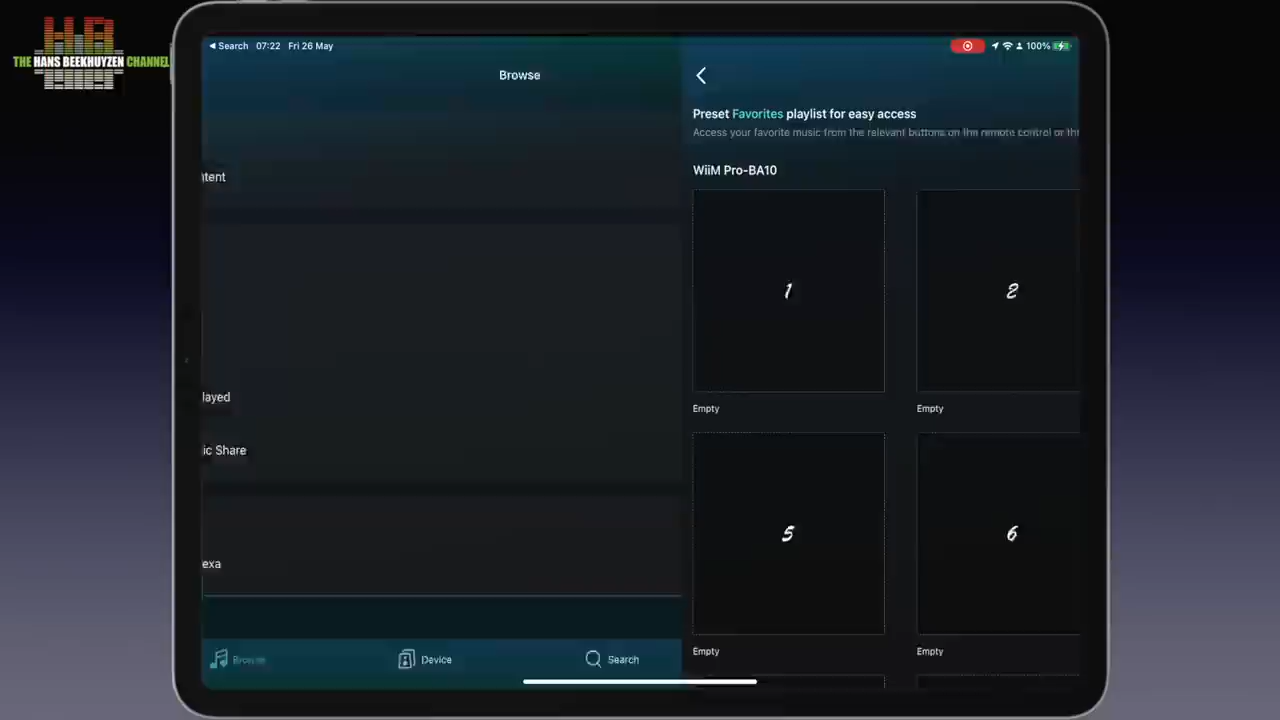 THE HANS BEEKHUYZEN CHANNEL
◀ Search 07:22 Fri 26 May
100%
Browse
Preset Favorites playlist for easy access
Access your favorite music from the relevant buttons on the remote control or th
WiiM Pro-BA10
ntent
1
2
layed
Empty
Empty
ic Share
5
6
exa
Empty
Empty
Browse
Device
Search